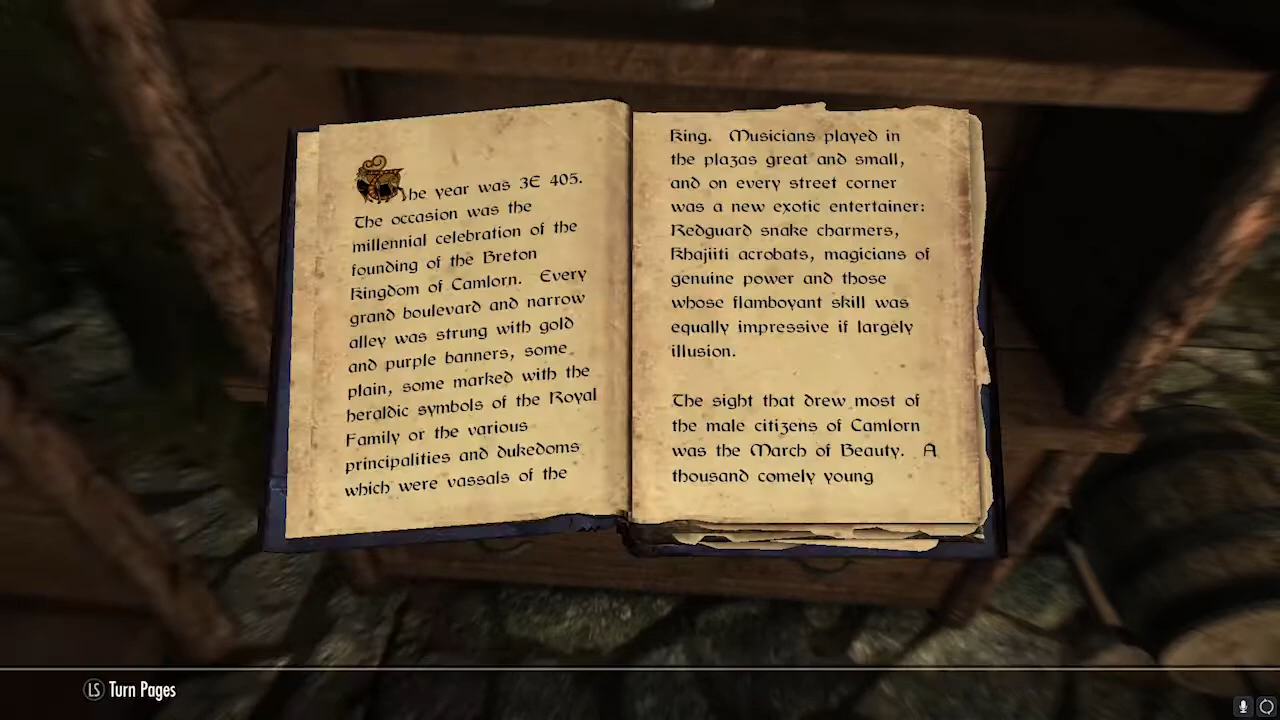 The year was 3E 405.
The occasion was the
millennial celebration of the
founding of the Breton
Kingdom of Camlorn. Every
grand boulevard and narrow
alley was strung with gold
and purple banners, some
plain, some marked with the
heraldic symbols of the Royal
Family or the various
principalities and dukedoms
which were vassals of the
King. Musicians played in
the plazas great and small,
and on every street corner
was a new exotic entertainer:
Redguard snake charmers,
Khajiiti acrobats, magicians of
genuine power and those
whose flamboyant skill was
equally impressive if largely
illusion.
The sight that drew most of
the male citizens of Camlorn
was the March of Beauty. A
thousand comely young
LS Turn Pages